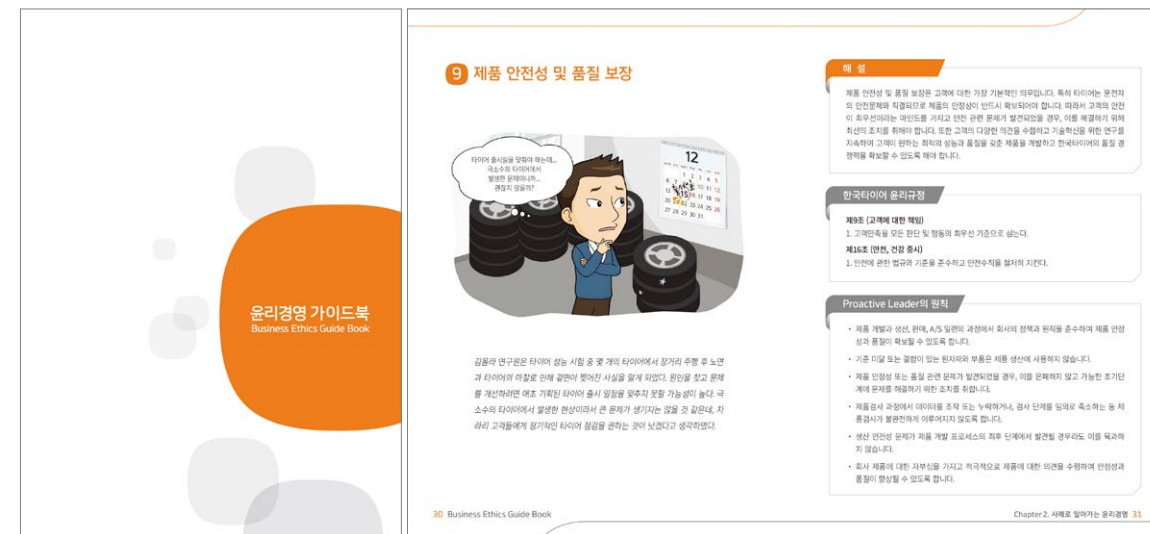 윤리경영 가이드북
Business Ethics Guide Book
9 제품 안전성 및 품질 보장
타이어 출시일을 맞춰야 하는데...
극소수의 타이어에서
발생한 문제이니까...
괜찮지 않을까?
12
1 2 3 4 5
출시일
27 28 29 30 31
김몰라 연구원은 타이어 성능 시험 중 몇 개의 타이어에서 장거리 주행 후 노면
과 타이어의 마찰로 인해 겉면이 찢어진 사실을 알게 되었다. 원인을 찾고 문제
를 개선하려면 애초 기획된 타이어 출시 일정을 맞추지 못할 가능성이 높다. 극
소수의 타이어에서 발생한 현상이라서 큰 문제가 생기지는 않을 것 같은데, 차
라리 고객들에게 정기적인 타이어 점검을 권하는 것이 낫겠다고 생각하였다.
30 Business Ethics Guide Book
해 설
제품 안전성 및 품질 보장은 고객에 대한 가장 기본적인 의무입니다. 특히 타이어는 운전자
의 안전문제와 직결되므로 제품의 안정성이 반드시 확보되어야 합니다. 따라서 고객의 안전
이 최우선이라는 마인드를 가지고 안전 관련 문제가 발견되었을 경우, 이를 해결하기 위해
최선의 조치를 취해야 합니다. 또한 고객의 다양한 의견을 수렴하고 기술혁신을 위한 연구를
지속하여 고객이 원하는 최적의 성능과 품질을 갖춘 제품을 개발하고 한국타이어의 품질 경
쟁력을 확보할 수 있도록 해야 합니다.
한국타이어 윤리규정
제9조 (고객에 대한 책임)
1. 고객만족을 모든 판단 및 행동의 최우선 기준으로 삼는다.
제16조 (안전, 건강 중시)
1. 안전에 관한 법규와 기준을 준수하고 안전수칙을 철저히 지킨다.
Proactive Leader의 원칙
• 제품 개발과 생산, 판매, A/S 일련의 과정에서 회사의 정책과 원칙을 준수하여 제품 안정
성과 품질이 확보될 수 있도록 합니다.
• 기준 미달 또는 결함이 있는 원자재와 부품은 제품 생산에 사용하지 않습니다.
• 제품 안정성 또는 품질 관련 문제가 발견되었을 경우, 이를 은폐하지 않고 가능한 초기단
계에 문제를 해결하기 위한 조치를 취합니다.
• 제품검사 과정에서 데이터를 조작 또는 누락하거나, 검사 단계를 임의로 축소하는 등 제
품검사가 불완전하게 이루어지지 않도록 합니다.
• 생산 안전성 문제가 제품 개발 프로세스의 최후 단계에서 발견될 경우라도 이를 묵과하
지 않습니다.
• 회사 제품에 대한 자부심을 가지고 적극적으로 제품에 대한 의견을 수렴하여 안정성과
품질이 향상될 수 있도록 합니다.
Chapter 2. 사례로 알아가는 윤리경영 31